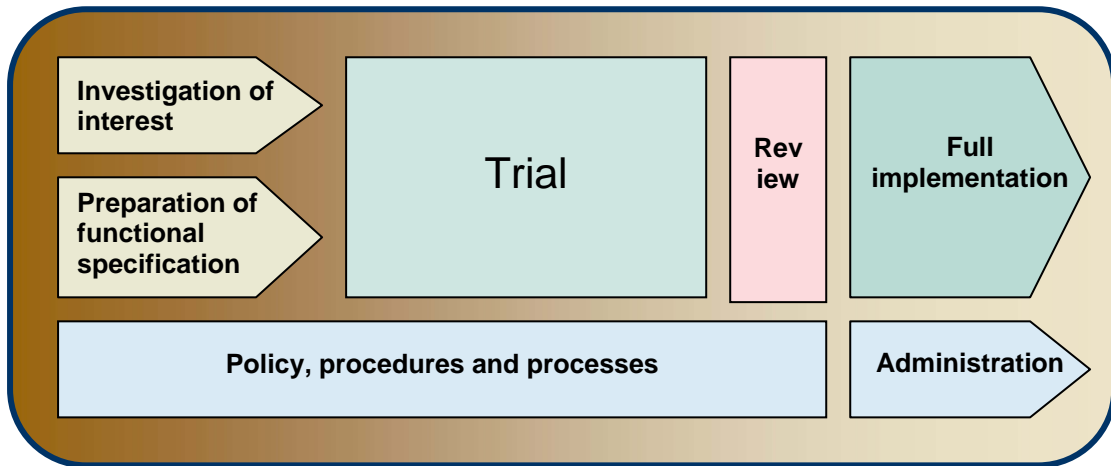 Investigation of
interest
Preparation of
functional
specification
Trial
Rev
iew
Full
implementation
Policy, procedures and processes
Administration